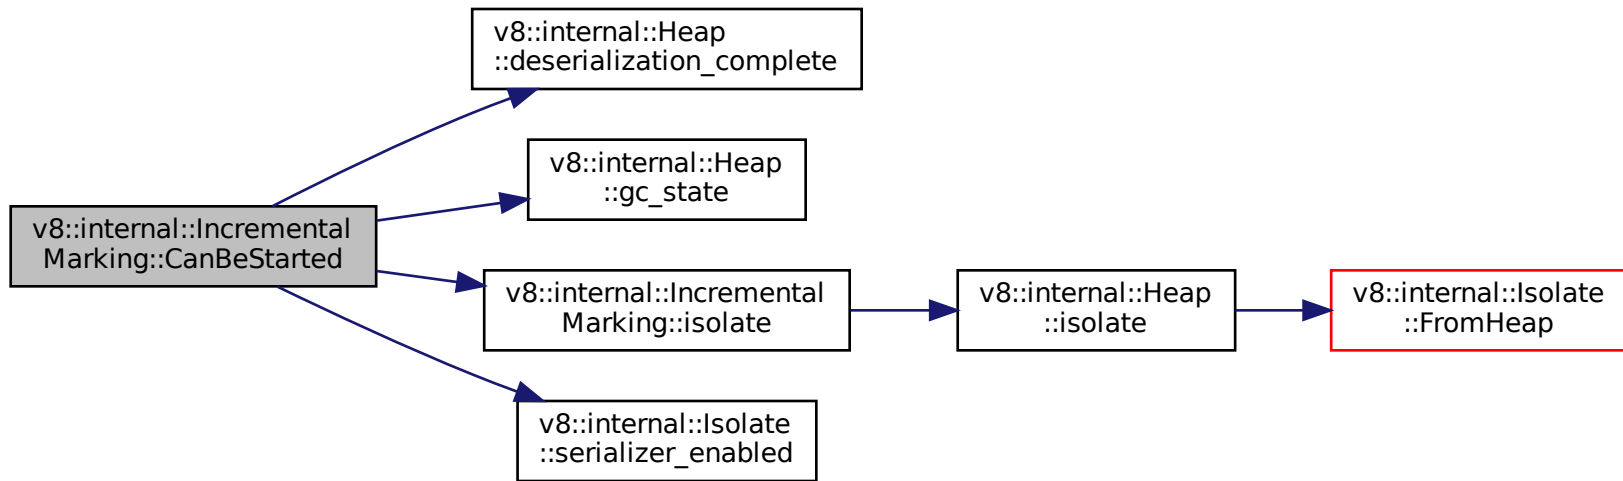 v8::internal::Heap
::deserialization_complete
v8::internal::Heap
::gc_state
v8::internal::Incremental
Marking::CanBeStarted
v8::internal::Incremental
Marking::isolate
v8::internal::Heap
::isolate
v8::internal::Isolate
::FromHeap
v8::internal::Isolate
::serializer_enabled